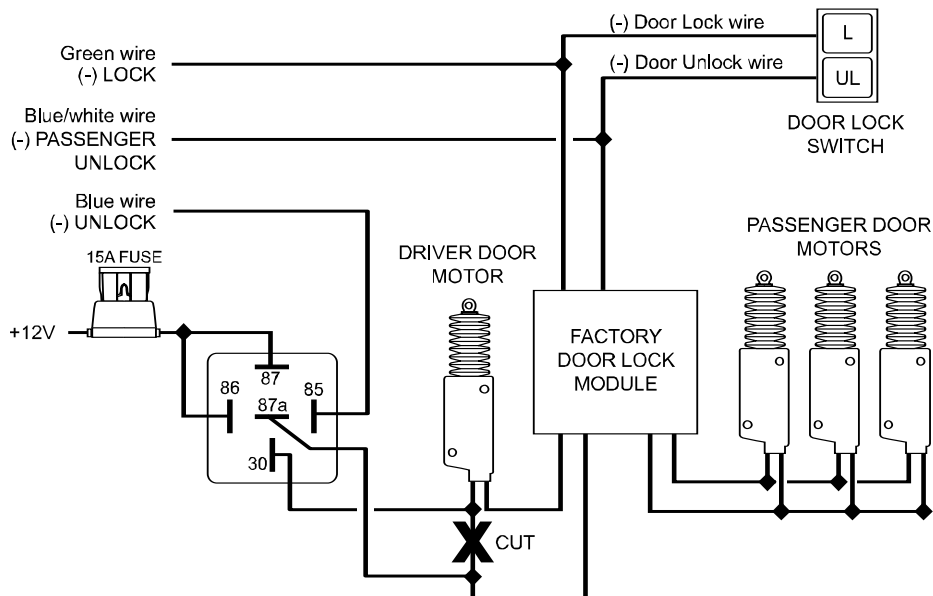 (-) Door Lock wire
L
Green wire
(-) LOCK
(-) Door Unlock wire
UL
Blue/white wire
(-) PASSENGER
UNLOCK
DOOR LOCK
SWITCH
Blue wire
(-) UNLOCK
PASSENGER DOOR
MOTORS
15A FUSE
DRIVER DOOR
MOTOR
+12V
FACTORY
DOOR LOCK
MODULE
87
86
85
87a
30
CUT